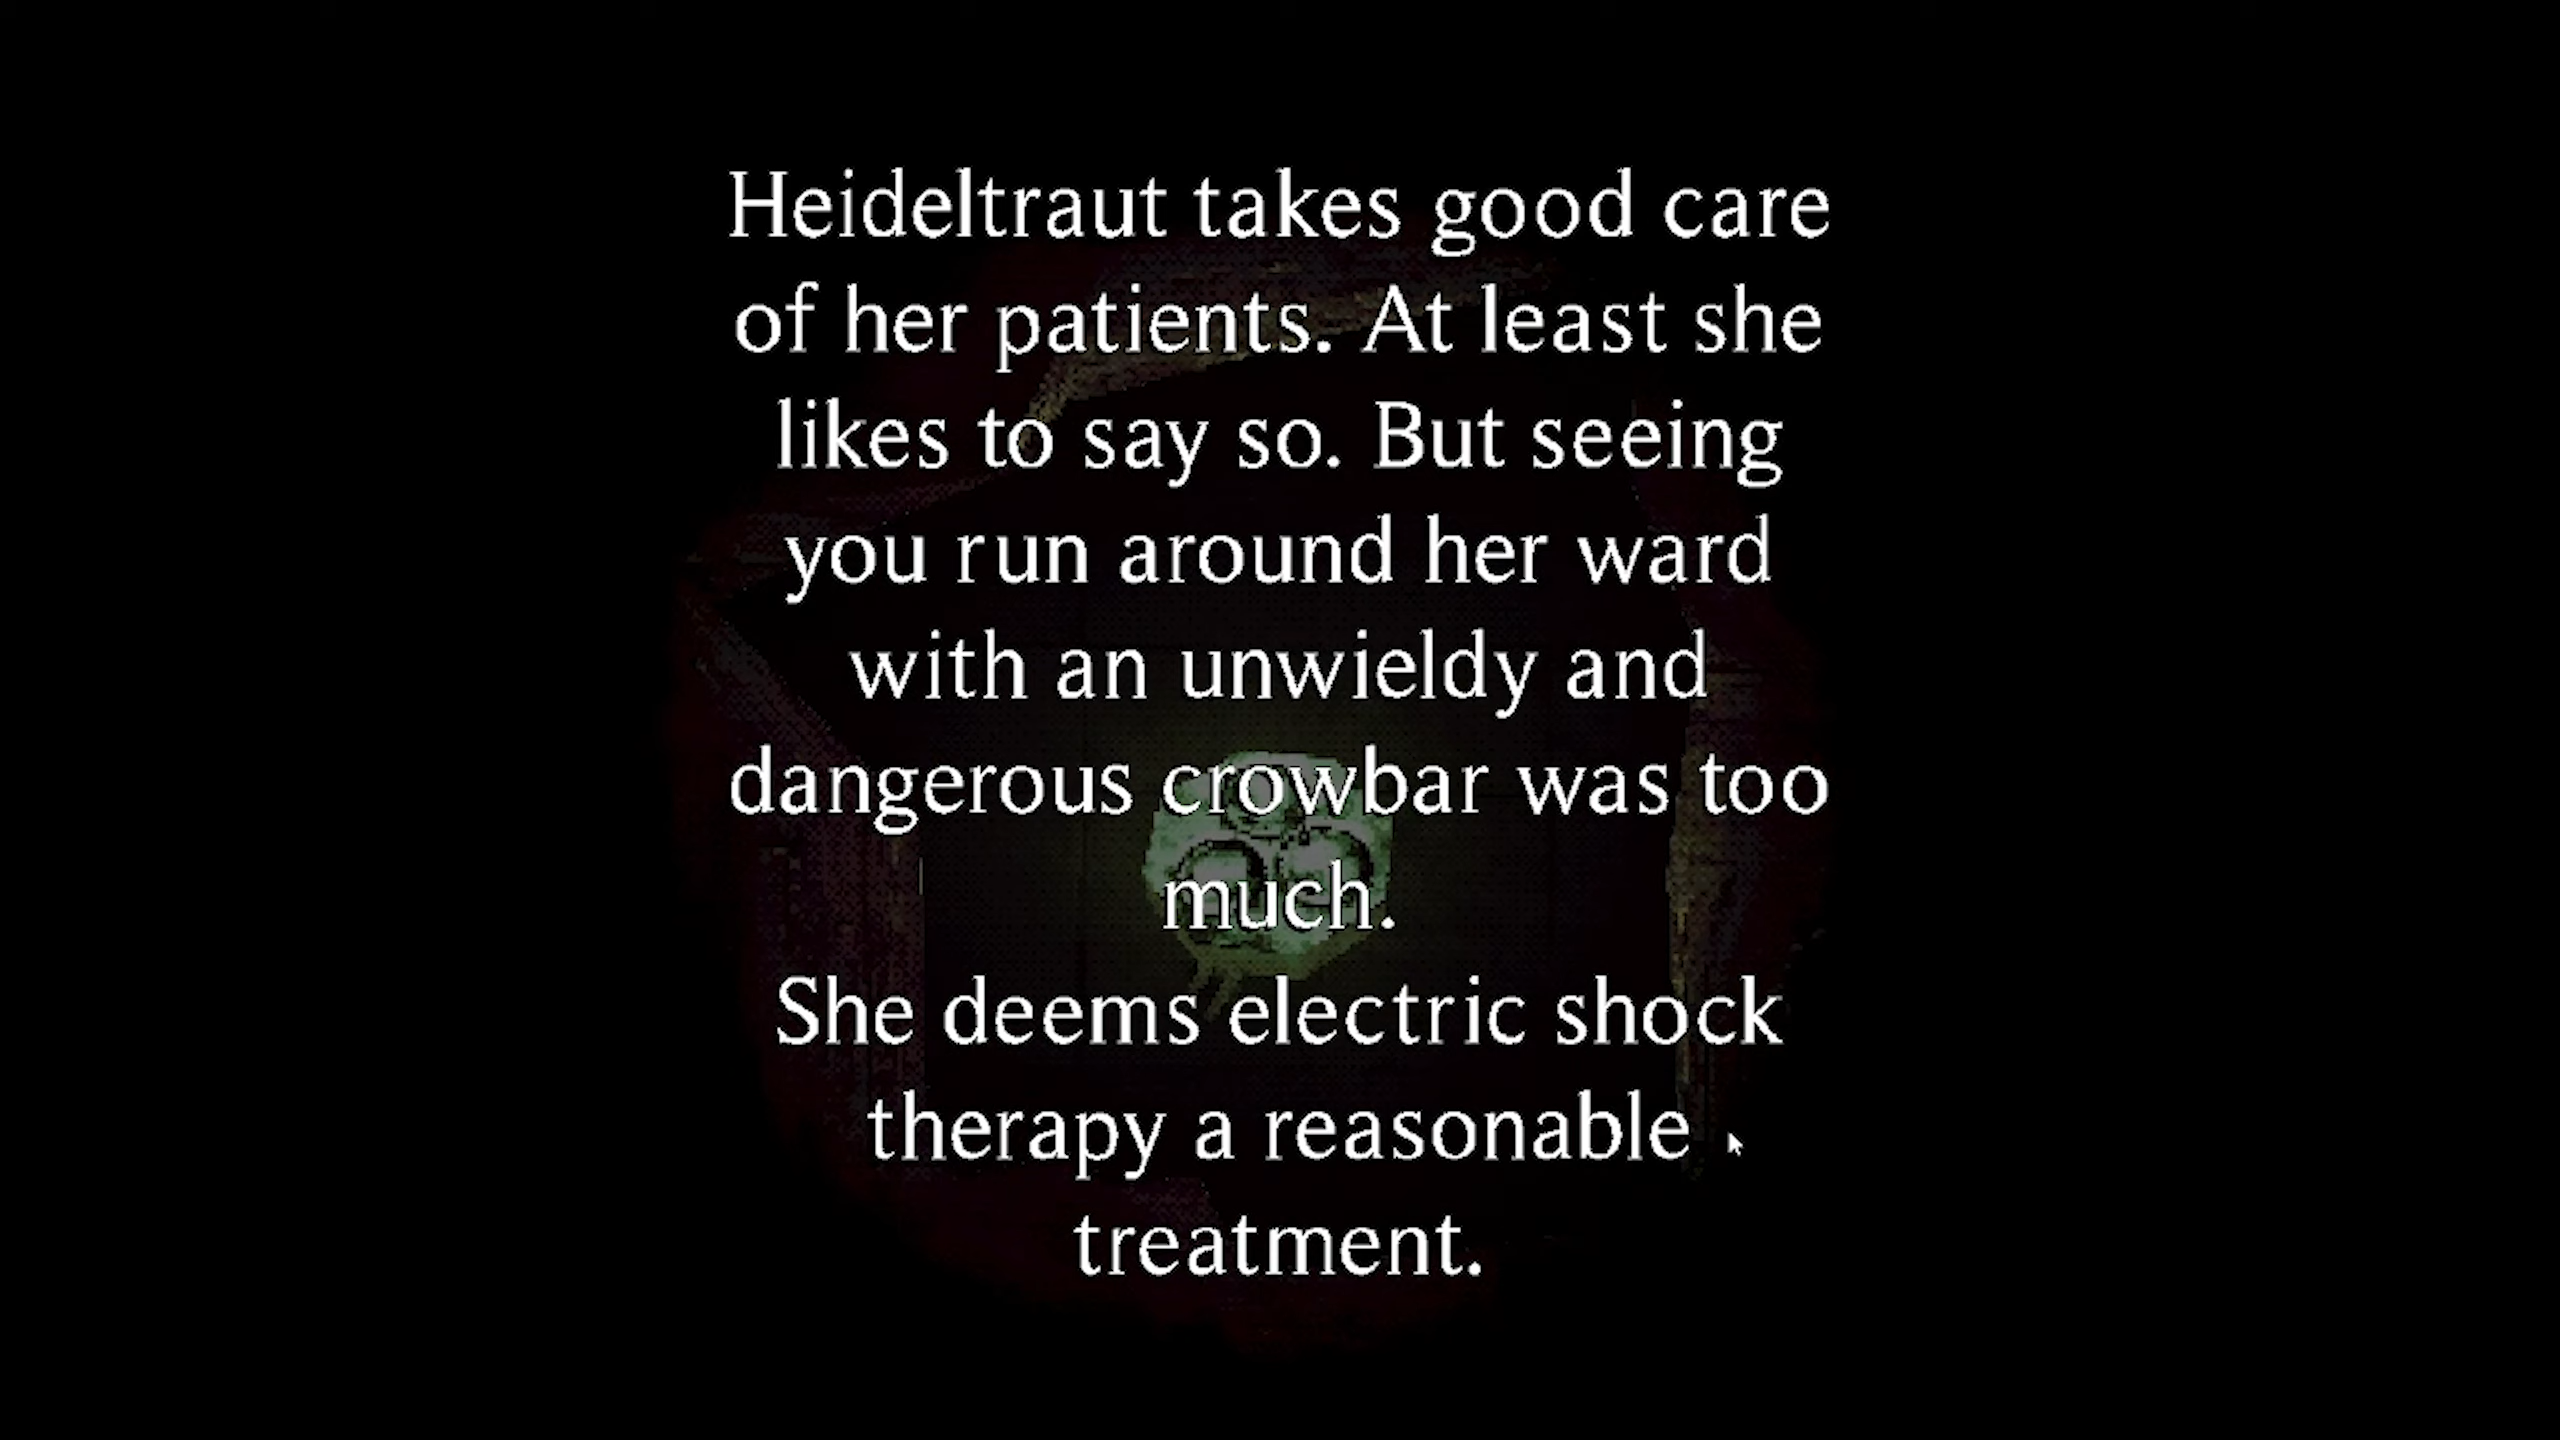 Heideltraut takes good care
of her patients. At least she
likes to say so. But seeing
you run around her ward
with an unwieldy and
dangerous crowbar was too
much.
She deems electric shock
therapy a reasonable
treatment.